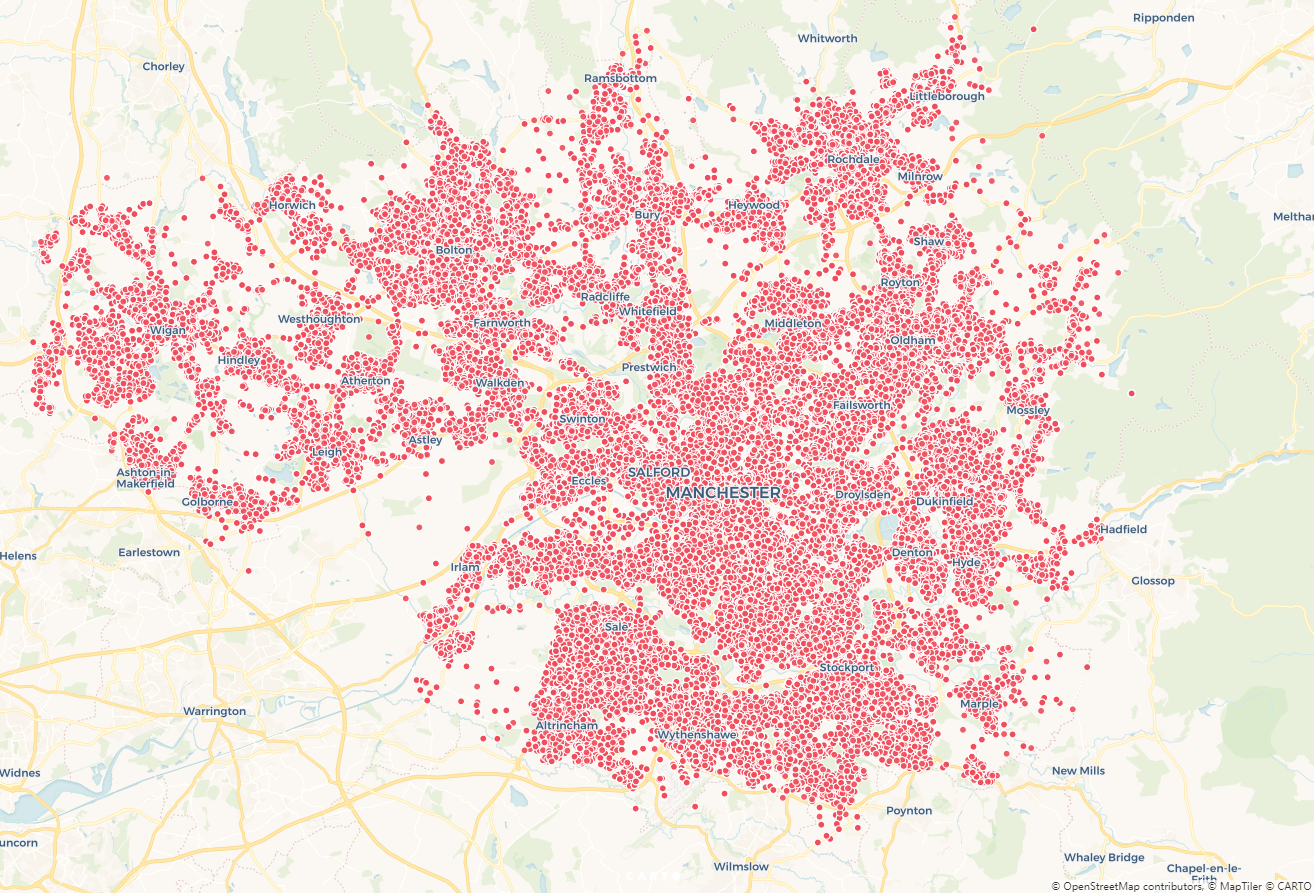 Ripponden
Whitworth
Chorley
Ramsbottom
Littleborough
Rochdale
Milnrow
Horwich
Heywood
Bury
Meltha
Shaw
Bolton
Royton
Radcliffe
Whitefield
Westhoughton
Farnworth
Middleton
Wigan
Oldham
Hindley
Prestwich
Atherton
Walkden
Failsworth
Mossley
Swinton
Astley
Leigh
Ashton-in-
Makerfield
SALFORD
Eccles
MANCHESTER
Droylsden
Golborne
Dukinfield
Hadfield
Helens
Earlestown
Denton
Hyde
Irlam
Glossop
Sale
Stockport
Marple
Warrington
Altrincham
Wythenshawe
Widnes
New Mills
Poynton
uncorn
Whaley Bridge
Wilmslow
Chapel-en-le-
Frith
CARTO
© OpenStreetMap contributors, © MapTiler © CARTO